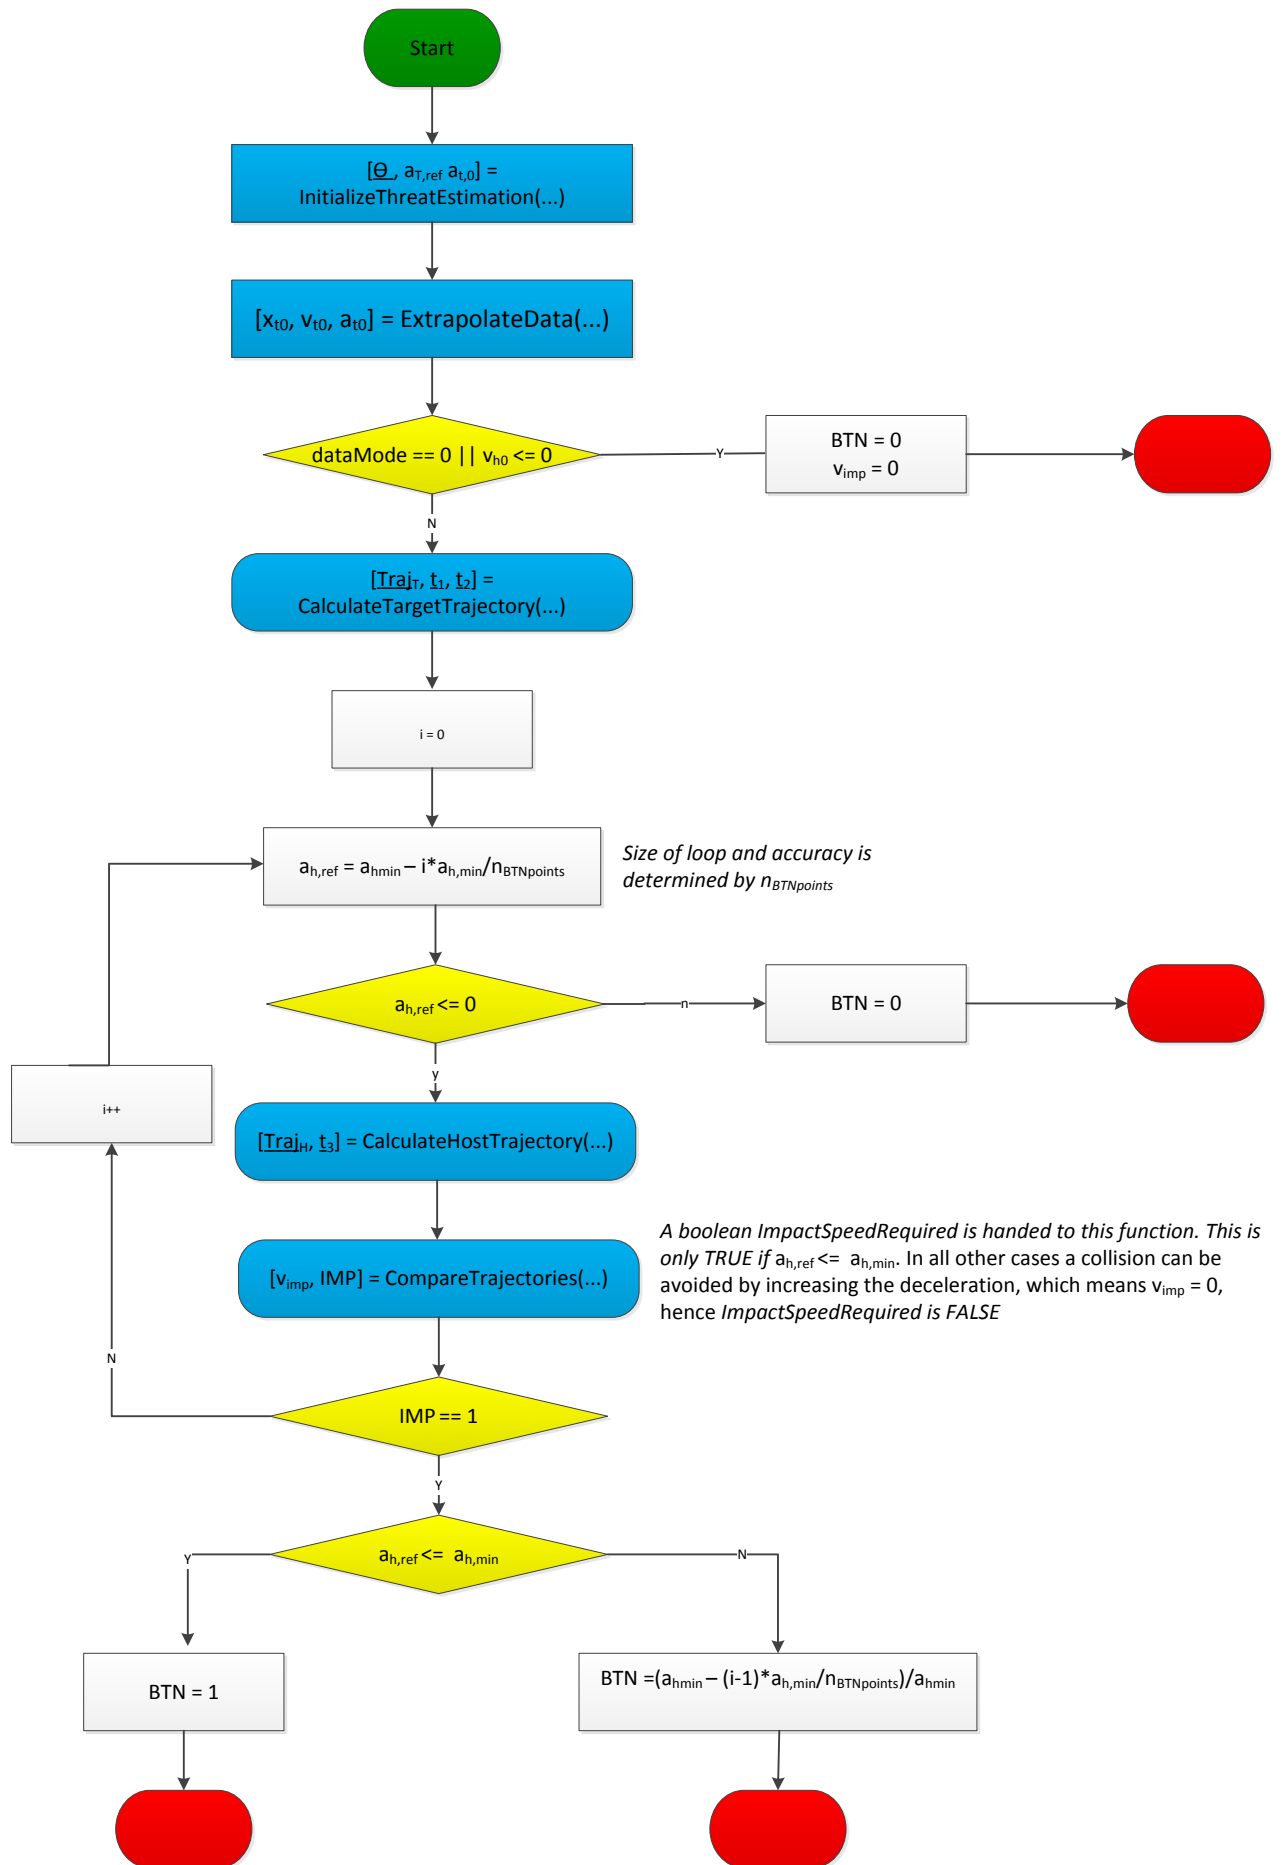 Start
[Θ , aT,ref at,0] =
InitializeThreatEstimation(...)
[xt0, vt0, at0] = ExtrapolateData(...)
dataMode == 0 || vh0 <= 0
Y
BTN = 0
vimp = 0
N
[TrajT, t1, t2] =
CalculateTargetTrajectory(...)
i = 0
ah,ref = ahmin – i*ah,min/nBTNpoints
Size of loop and accuracy is
determined by nBTNpoints
ah,ref <= 0
n
BTN = 0
y
i++
[TrajH, t3] = CalculateHostTrajectory(...)
A boolean ImpactSpeedRequired is handed to this function. This is
only TRUE if ah,ref <= ah,min. In all other cases a collision can be
avoided by increasing the deceleration, which means vimp = 0,
hence ImpactSpeedRequired is FALSE
[vimp, IMP] = CompareTrajectories(...)
N
IMP == 1
Y
ah,ref <= ah,min
Y
N
BTN = 1
BTN =(ahmin – (i-1)*ah,min/nBTNpoints)/ahmin